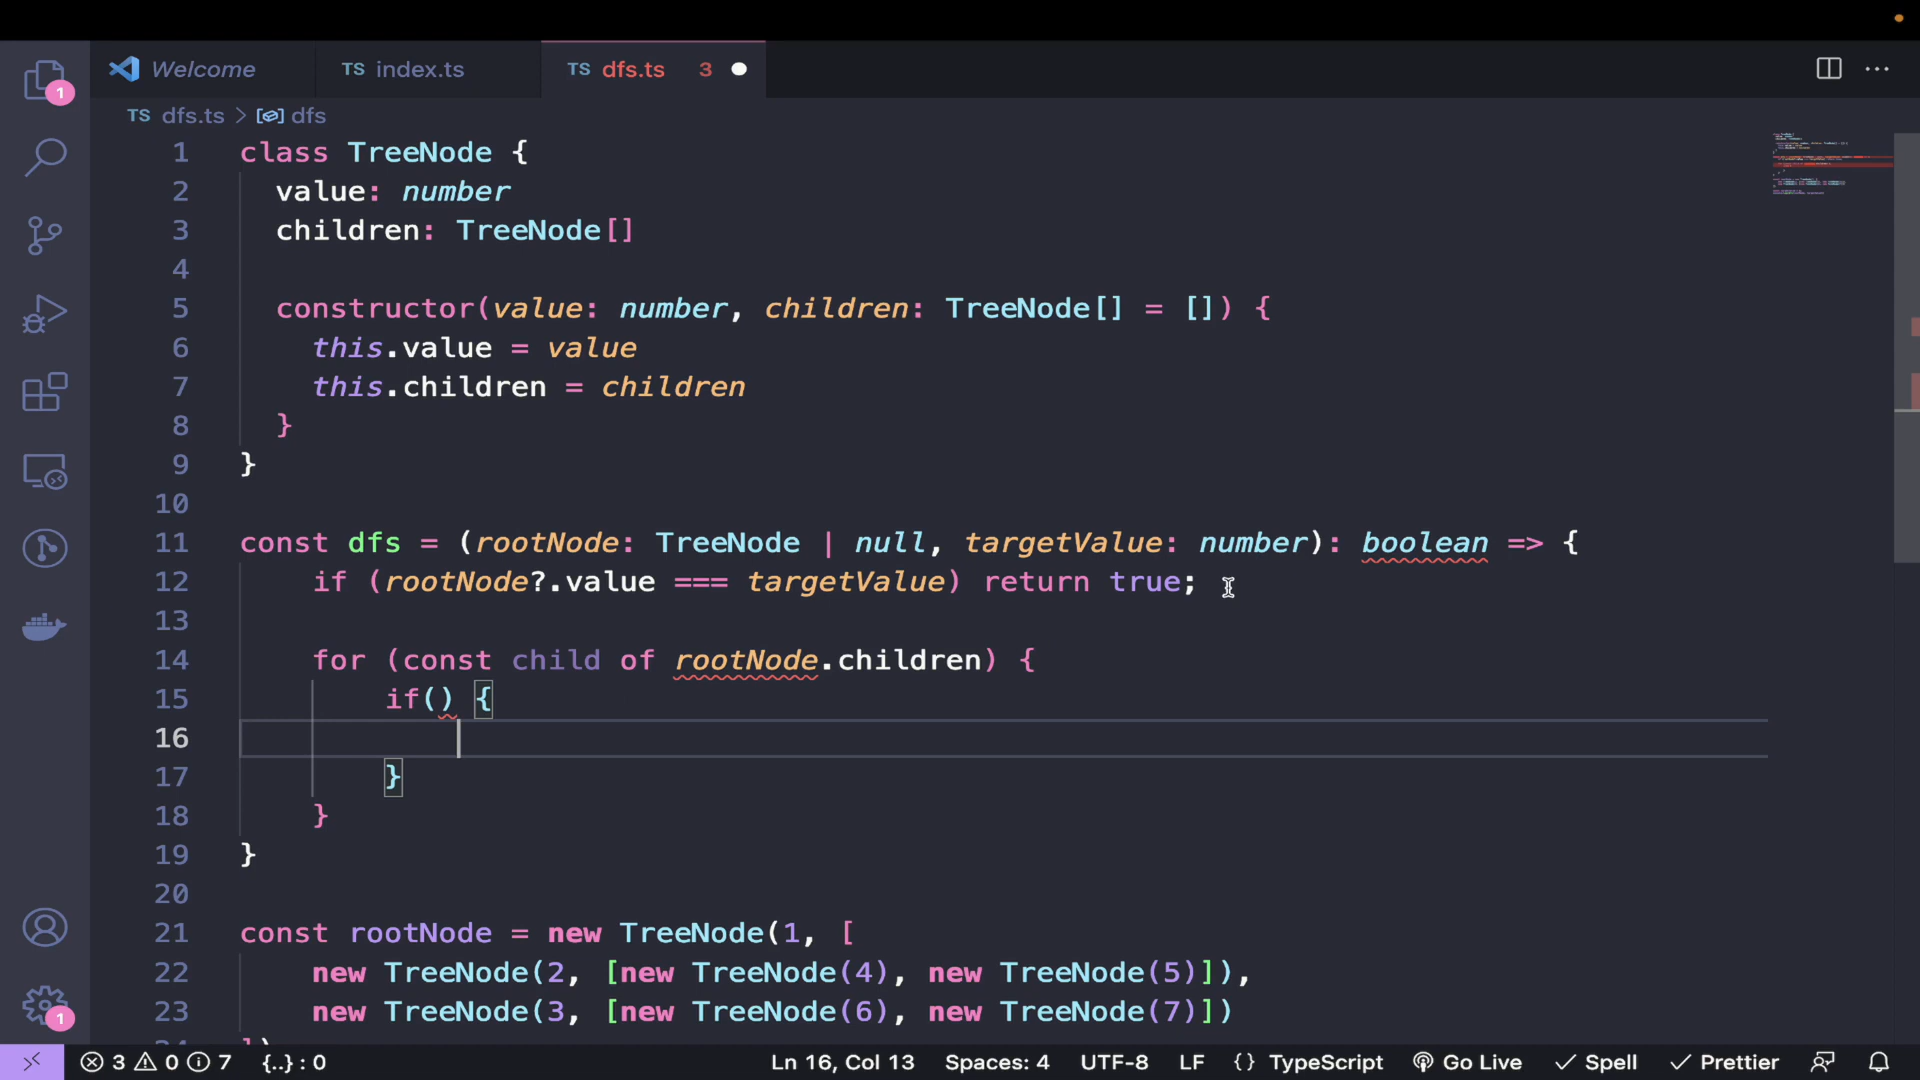 Welcome
TS index.ts
TS dfs.ts 3
1
TS dfs.ts > dfs
1 class TreeNode {
2 value: number
3 children: TreeNode[]
4
5 constructor(value: number, children: TreeNode[] = []) {
6 this.value = value
7 this.children = children
8 }
9 }
10
11 const dfs = (rootNode: TreeNode | null, targetValue: number): boolean => {
12 if (rootNode?.value === targetValue) return true;
13
14 for (const child of rootNode.children) {
15 if() {
16
17 }
18 }
19 }
20
21 const rootNode = new TreeNode(1, [
22 new TreeNode(2, [new TreeNode(4), new TreeNode(5)]),
23 new TreeNode(3, [new TreeNode(6), new TreeNode(7)])
1
3 0 7 {..} : 0 Ln 16, Col 13 Spaces: 4 UTF-8 LF {} TypeScript Go Live Spell Prettier